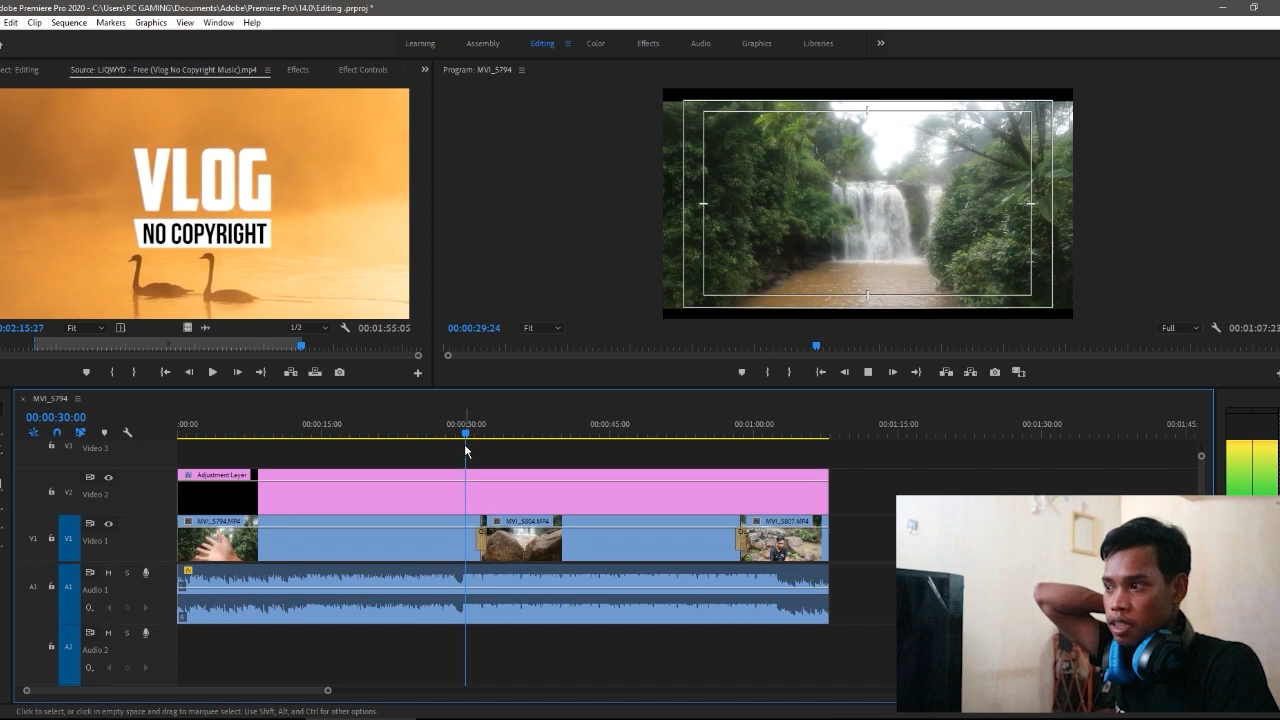 dobe Premiere Pro 2020 - C:\Users\PC GAMING\Documents\Adobe\Premiere Pro\14.0\Editing .prproj *
Edit Clip Sequence Markers Graphics View Window Help
Learning Assembly Editing Color Effects Audio Graphics Libraries
ect: Editing Source: LiQWYD - Free (Vlog No Copyright Music).mp4 Effects Effect Controls Program: MVI_5794
VLOG
NO COPYRIGHT
0:02:15:27 Fit 1/2 00:01:55:05 00:00:29:24 Fit Full 00:01:07:23
× MVI_5794
00:00:30:00
:00:00 00:00:15:00 00:00:30:00 00:00:45:00 00:01:00:00 00:01:15:00 00:01:30:00 00:01:45:
V3 Video 3
fx Adjustment Layer
V2 Video 2
MVI_5794.MP4 MVI_5804.MP4 MVI_5807.MP4
V1 V1 Video 1
M S
A1 A1 Audio 1
M S
A2 Audio 2
Click to select, or click in empty space and drag to marquee select. Use Shift, Alt, and Ctrl for other options.